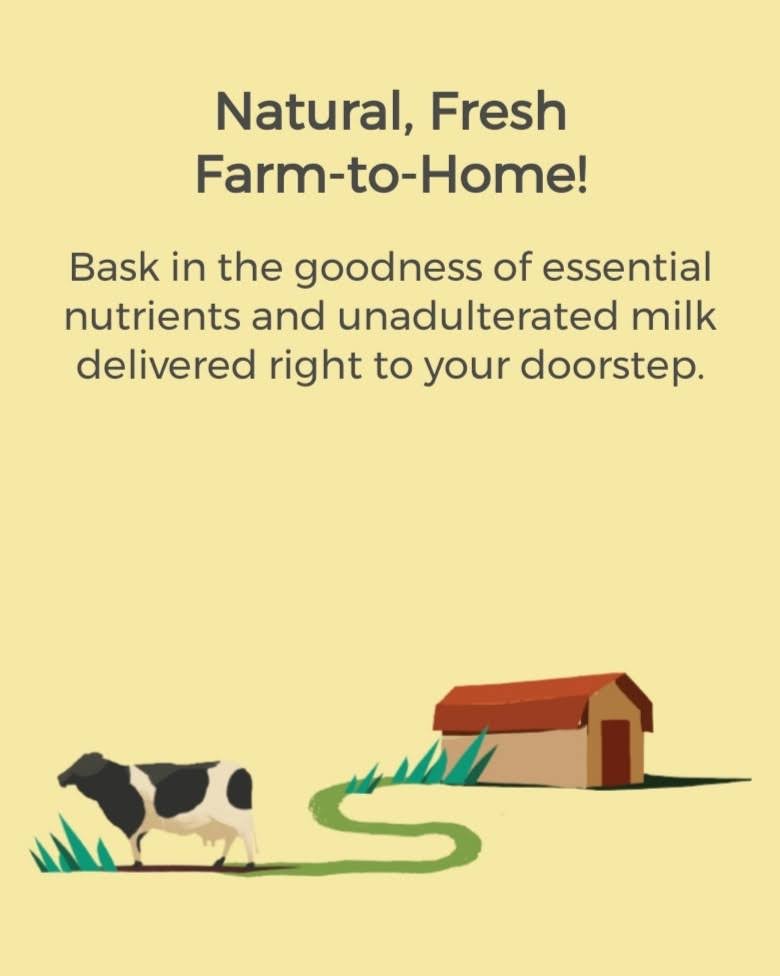 Natural, Fresh
Farm-to-Home!
Bask in the goodness of essential
nutrients and unadulterated milk
delivered right to your doorstep.